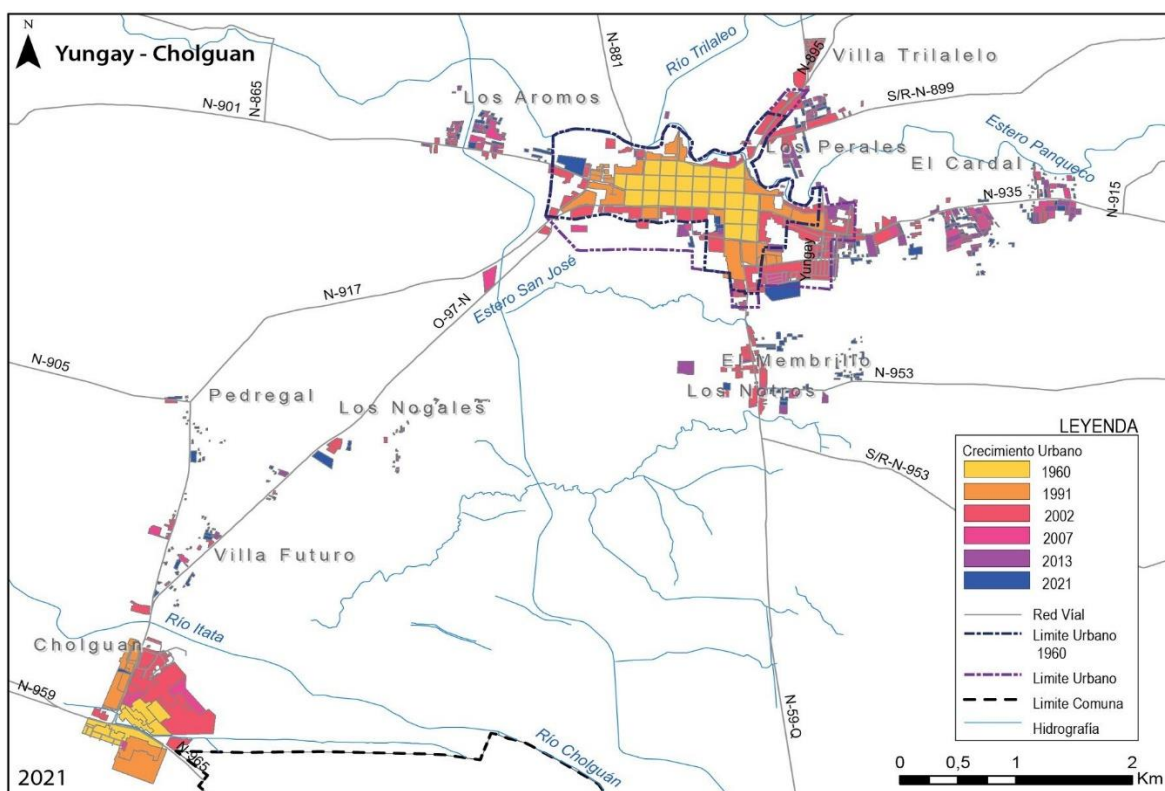 N
Yungay - Cholguan
N-865
N-881
Río Trilaleo
N-895
Villa Trilalelo
N-901
Los Aromos
S/R-N-899
Estero Panqueco
Los Perales
El Cardal
N-935
N-915
Yungay
N-917
O-97-N
Estero San José
N-905
El Membrillo
N-953
Pedregal
Los Nogales
Los Notros
S/R-N-953
Villa Futuro
Río Itata
Cholguan
N-959
N-965
Río Cholguán
N-59-Q
LEYENDA
Crecimiento Urbano
1960
1991
2002
2007
2013
2021
Red Víal
Limite Urbano
1960
Limite Urbano
Limite Comuna
Hidrografía
0 0,5 1 2
Km
2021